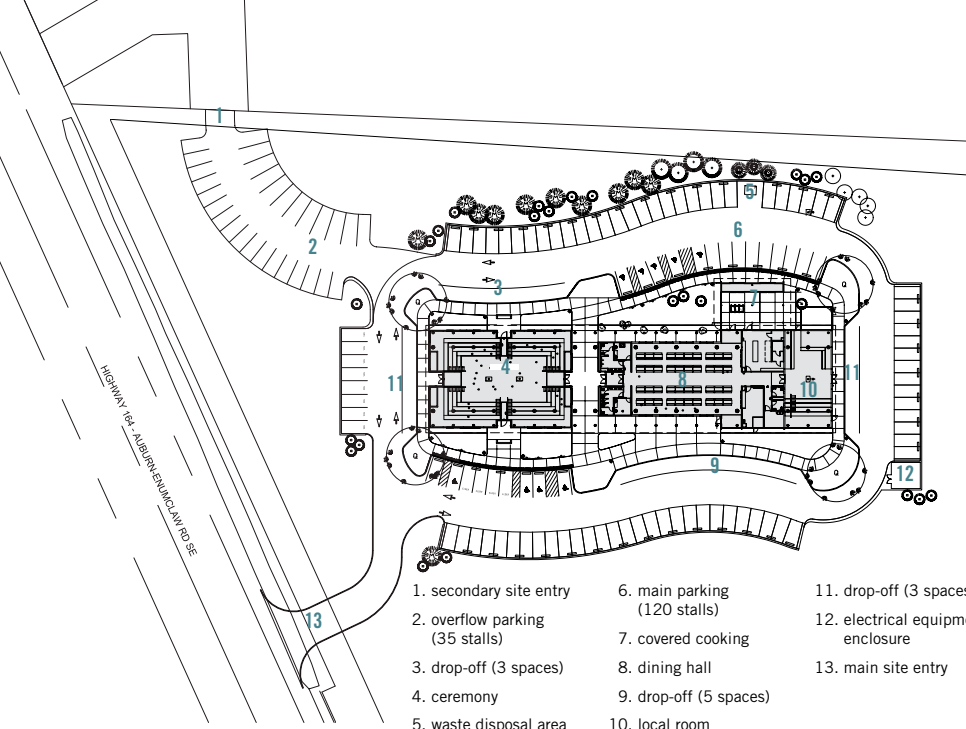 1
2
3
4
5
6
7
8
9
10
11
11
12
13
HIGHWAY 164 - AUBURN-ENUMCLAW RD SE
1. secondary site entry
2. overflow parking
(35 stalls)
3. drop-off (3 spaces)
4. ceremony
5. waste disposal area
6. main parking
(120 stalls)
7. covered cooking
8. dining hall
9. drop-off (5 spaces)
10. local room
11. drop-off (3 spaces
12. electrical equipme
enclosure
13. main site entry